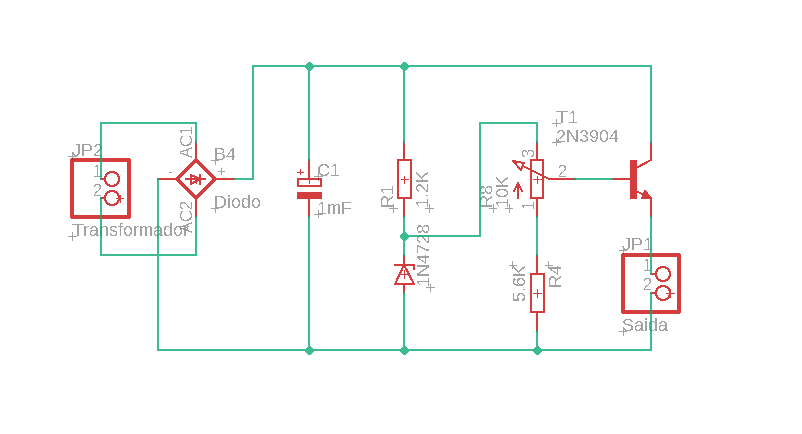 JP2
1
2
Transformador
AC1
AC2
-
+
B4
Diodo
+
C1
1mF
R1
1.2K
1N4728
R8
10K
3
2
1
T1
2N3904
5.6K
R4
JP1
1
2
Saida